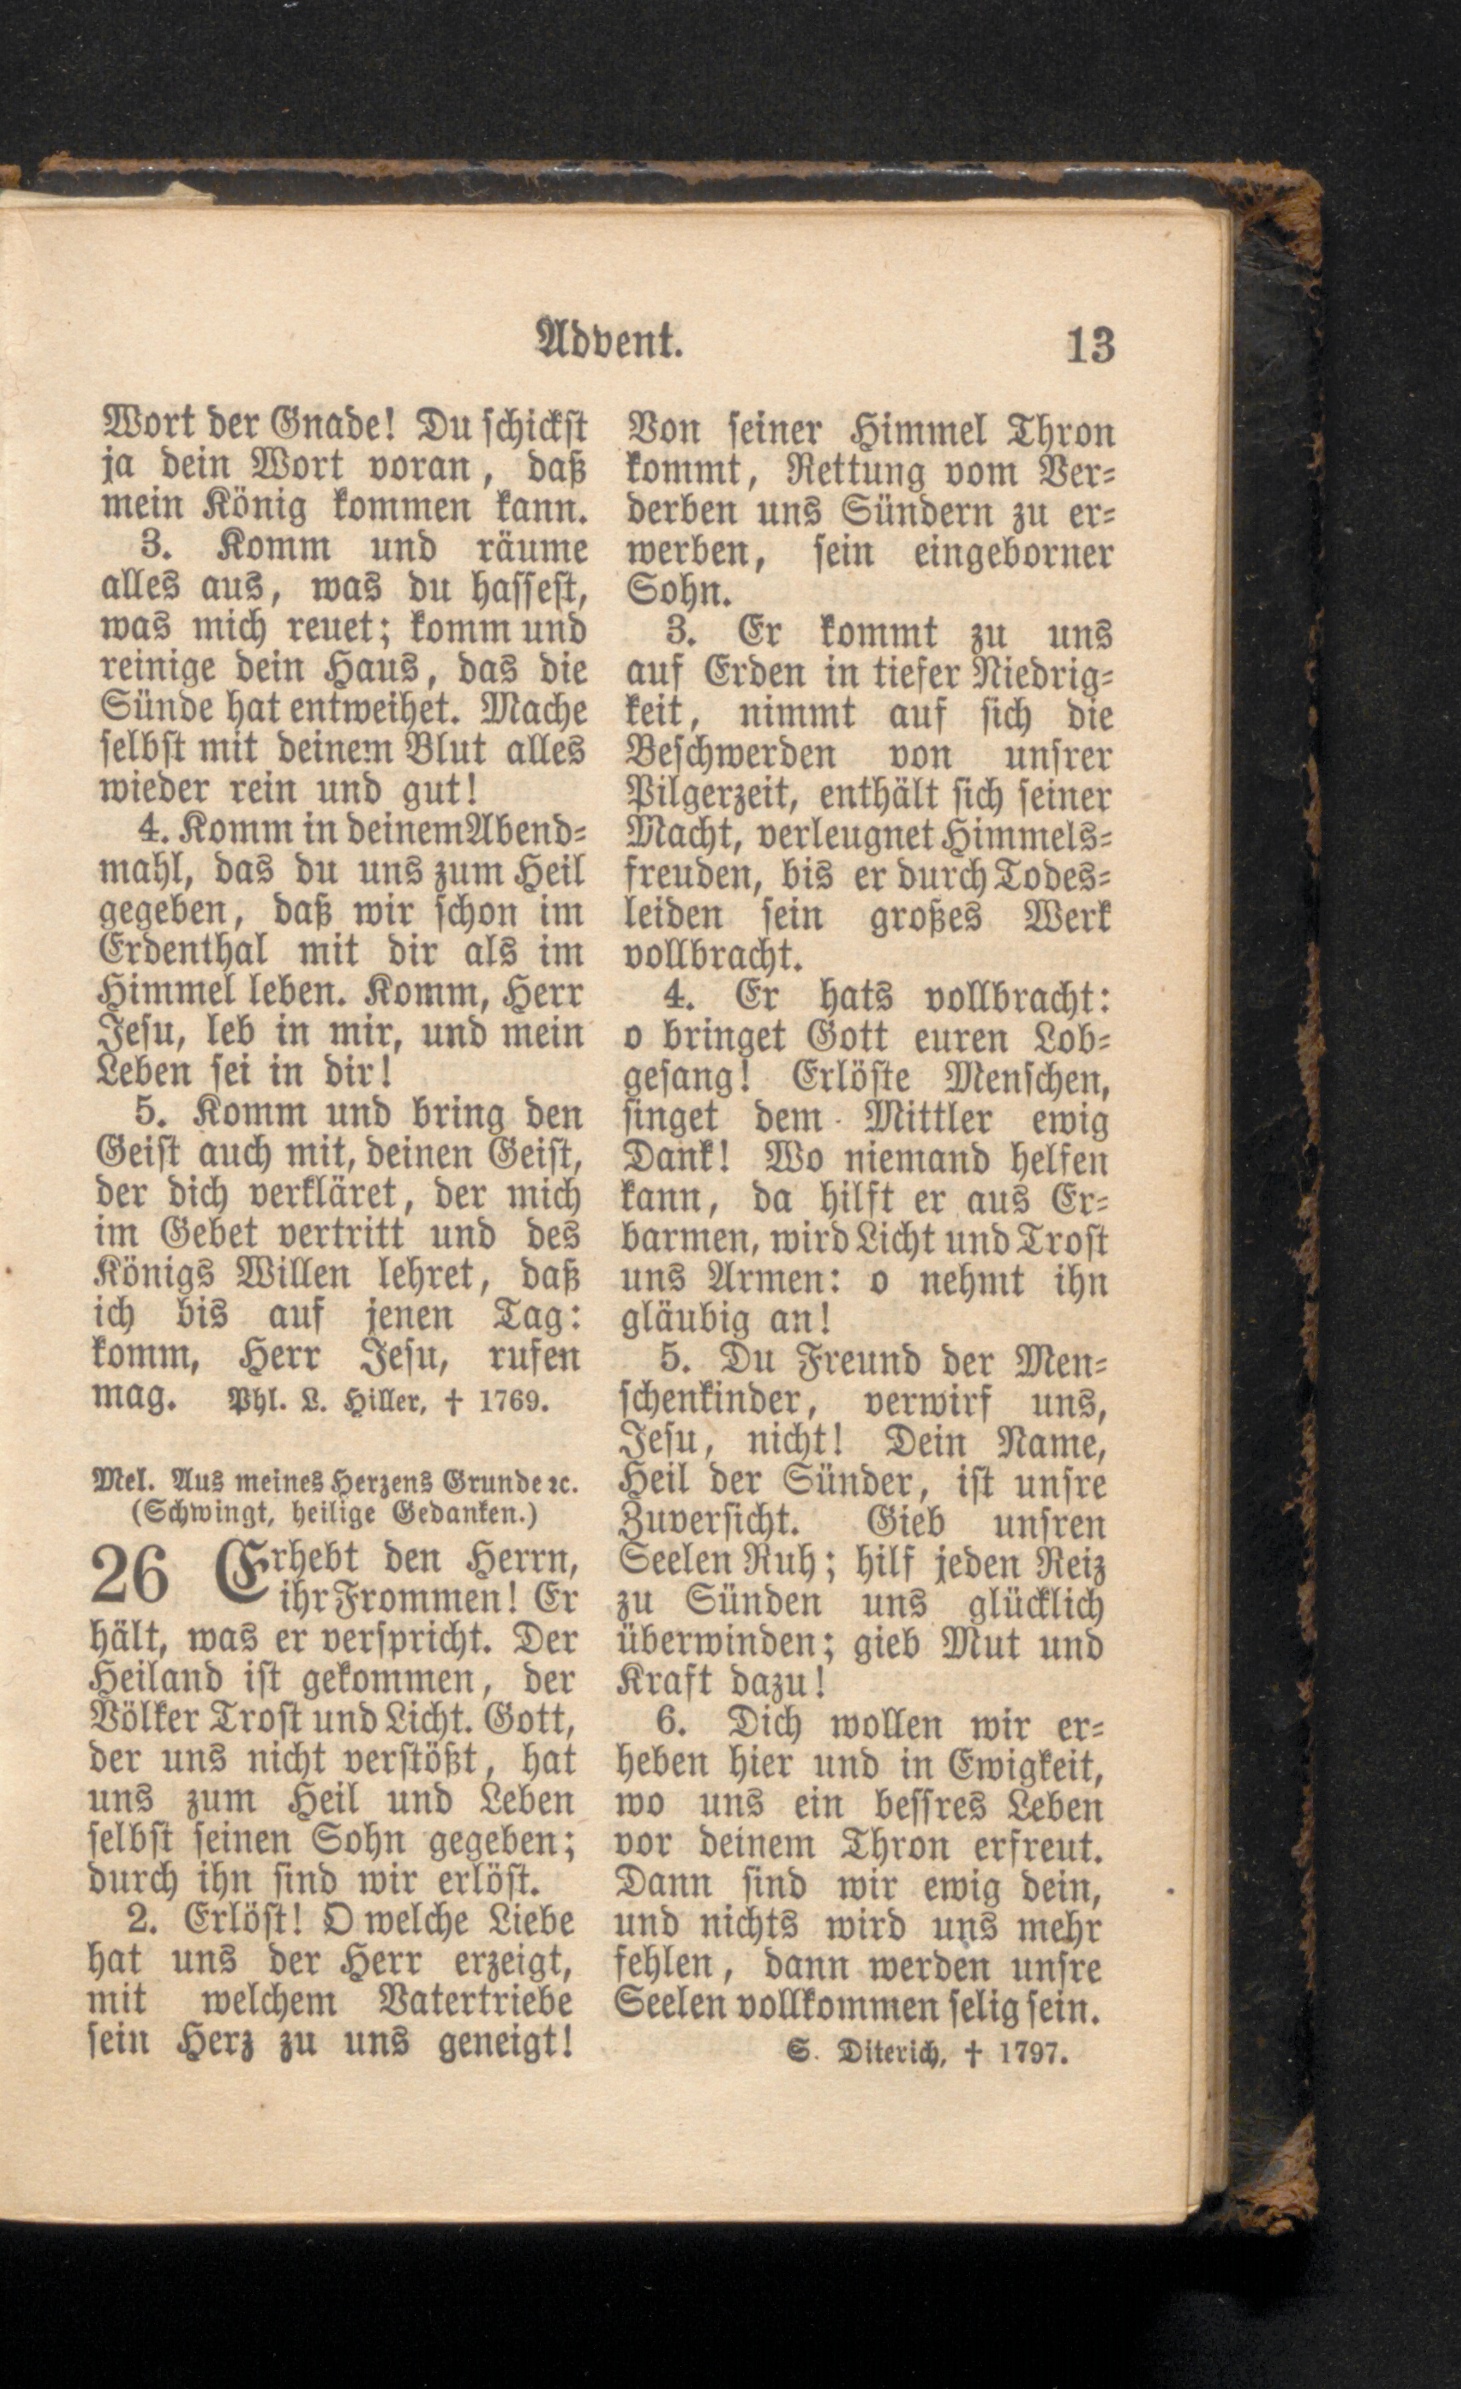 Advent.
13
Wort der Gnade! Du schickst
ja dein Wort voran, daß
mein König kommen kann.
3. Komm und räume
alles aus, was du hassest,
was mich reuet; komm und
reinige dein Haus, das die
Sünde hat entweihet. Mache
selbst mit deinem Blut alles
wieder rein und gut!
4. Komm in deinem Abend-
mahl, das du uns zum Heil
gegeben, daß wir schon im
Erdenthal mit dir als im
Himmel leben. Komm, Herr
Jesu, leb in mir, und mein
Leben sei in dir!
5. Komm und bring den
Geist auch mit, deinen Geist,
der dich verkläret, der mich
im Gebet vertritt und des
Königs Willen lehret, daß
ich bis auf jenen Tag:
komm, Herr Jesu, rufen
mag. Phl. L. Hiller, † 1769.
Mel. Aus meines Herzens Grunde ꝛc.
(Schwingt, heilige Gedanken.)
26 Erhebt den Herrn,
ihr Frommen! Er
hält, was er verspricht. Der
Heiland ist gekommen, der
Völker Trost und Licht. Gott,
der uns nicht verstößt, hat
uns zum Heil und Leben
selbst seinen Sohn gegeben;
durch ihn sind wir erlöst.
2. Erlöst! O welche Liebe
hat uns der Herr erzeigt,
mit welchem Vatertriebe
sein Herz zu uns geneigt!
Von seiner Himmel Thron
kommt, Rettung vom Ver-
derben uns Sündern zu er-
werben, sein eingeborner
Sohn.
3. Er kommt zu uns
auf Erden in tiefer Niedrig-
keit, nimmt auf sich die
Beschwerden von unsrer
Pilgerzeit, enthält sich seiner
Macht, verleugnet Himmels-
freuden, bis er durch Todes-
leiden sein großes Werk
vollbracht.
4. Er hats vollbracht:
o bringet Gott euren Lob-
gesang! Erlöste Menschen,
singet dem Mittler ewig
Dank! Wo niemand helfen
kann, da hilft er aus Er-
barmen, wird Licht und Trost
uns Armen: o nehmt ihn
gläubig an!
5. Du Freund der Men-
schenkinder, verwirf uns,
Jesu, nicht! Dein Name,
Heil der Sünder, ist unsre
Zuversicht. Gieb unsren
Seelen Ruh; hilf jeden Reiz
zu Sünden uns glücklich
überwinden; gieb Mut und
Kraft dazu!
6. Dich wollen wir er-
heben hier und in Ewigkeit,
wo uns ein bessres Leben
vor deinem Thron erfreut.
Dann sind wir ewig dein,
und nichts wird uns mehr
fehlen, dann werden unsre
Seelen vollkommen selig sein.
S. Diterich, † 1797.